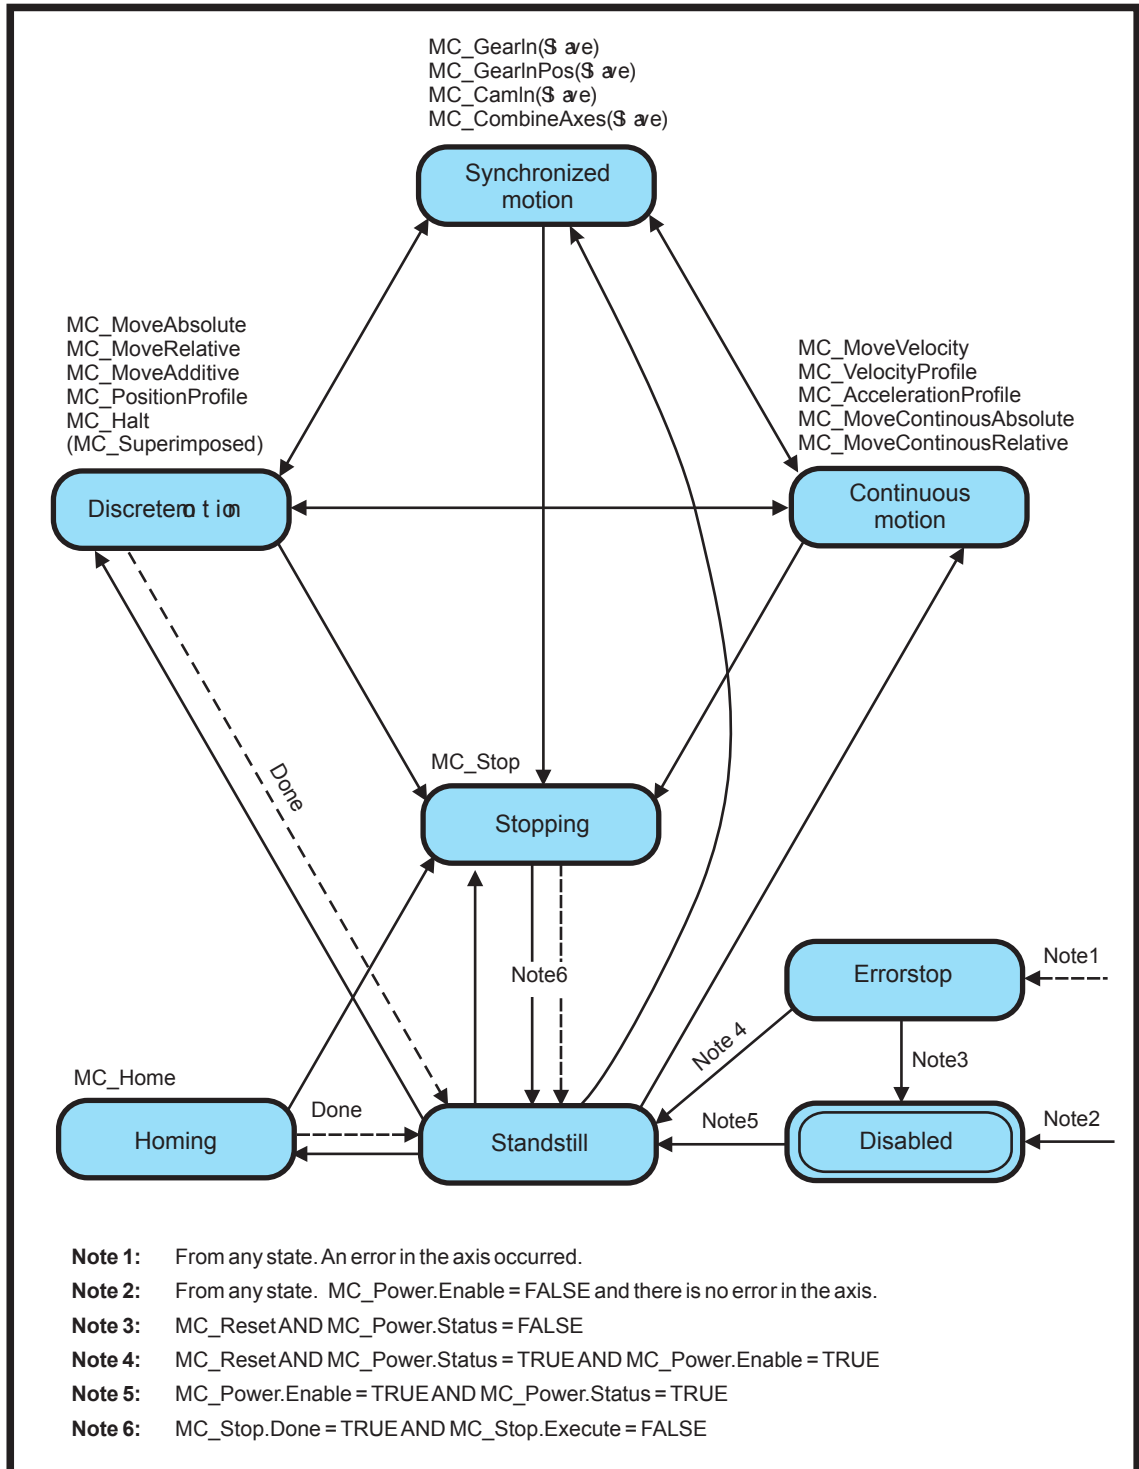 MC_GearIn(Slave)
MC_GearInPos(Slave)
MC_CamIn(Slave)
MC_CombineAxes(Slave)
Synchronized
motion
MC_MoveAbsolute
MC_MoveRelative
MC_MoveAdditive
MC_PositionProfile
MC_Halt
(MC_Superimposed)
MC_MoveVelocity
MC_VelocityProfile
MC_AccelerationProfile
MC_MoveContinousAbsolute
MC_MoveContinousRelative
Discrete motion
Continuous
motion
Done
MC_Stop
Stopping
Note6
Errorstop
Note1
Note 4
Note3
MC_Home
Homing
Done
Standstill
Note5
Disabled
Note2
Note 1: From any state. An error in the axis occurred.
Note 2: From any state. MC_Power.Enable = FALSE and there is no error in the axis.
Note 3: MC_Reset AND MC_Power.Status = FALSE
Note 4: MC_Reset AND MC_Power.Status = TRUE AND MC_Power.Enable = TRUE
Note 5: MC_Power.Enable = TRUE AND MC_Power.Status = TRUE
Note 6: MC_Stop.Done = TRUE AND MC_Stop.Execute = FALSE